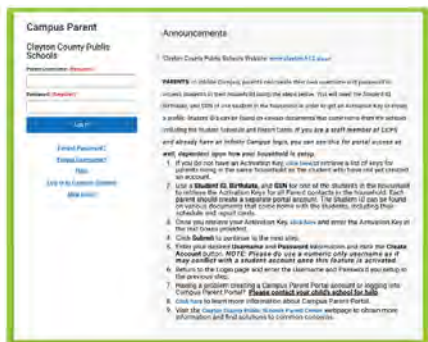 Campus Parent
Clayton County Public
Schools
Parent Username (Required)
Password (Required)
Log In
Forgot Password?
Forgot Username?
Help
Log in to Campus Student
Announcements
Clayton County Public Schools Website:
PARENTS of Infinite Campus, parents can create their own username and password to
access students in their household using the steps below. You will need the Student ID,
Birthdate, and SSN of one student in the household in order to get an Activation Key to create
a profile. Student ID is can be found on various documents that come home from the schools
including the Student Schedule and Report Cards. If you are a staff member of CCPS
and already have an Infinite Campus login, you can use this for portal access as
well, dependent upon how your household is setup.
1. If you do not have an Activation Key, click here to retrieve a list of keys for
parents living in the same household as the student who have not yet created
an account.
2. Use a Student ID, Birthdate, and SSN for one of the students in the household
to retrieve the Activation Keys for all Parent contacts in the household. Each
parent should create a separate portal account. The Student ID can be found
on various documents that come home with the students, including their
schedule and report cards.
3. Once you retrieve your Activation Key, click here and enter the Activation Key in
the text boxes provided.
4. Click Submit to continue to the next step.
5. Enter your desired Username and Password information and click the Create
Account button. NOTE: Please do use a numeric only username as it
may conflict with a student account once this feature is activated.
6. Return to the Login page and enter the Username and Password you setup in
the previous step.
7. Having a problem creating a Campus Parent Portal account or logging into
Campus Parent Portal? Please contact your child's school for help
8. Click here to learn more information about Campus Parent Portal.
9. Visit the Clayton County Public Schools Parent Center webpage to obtain more
information and find solutions to common concerns.